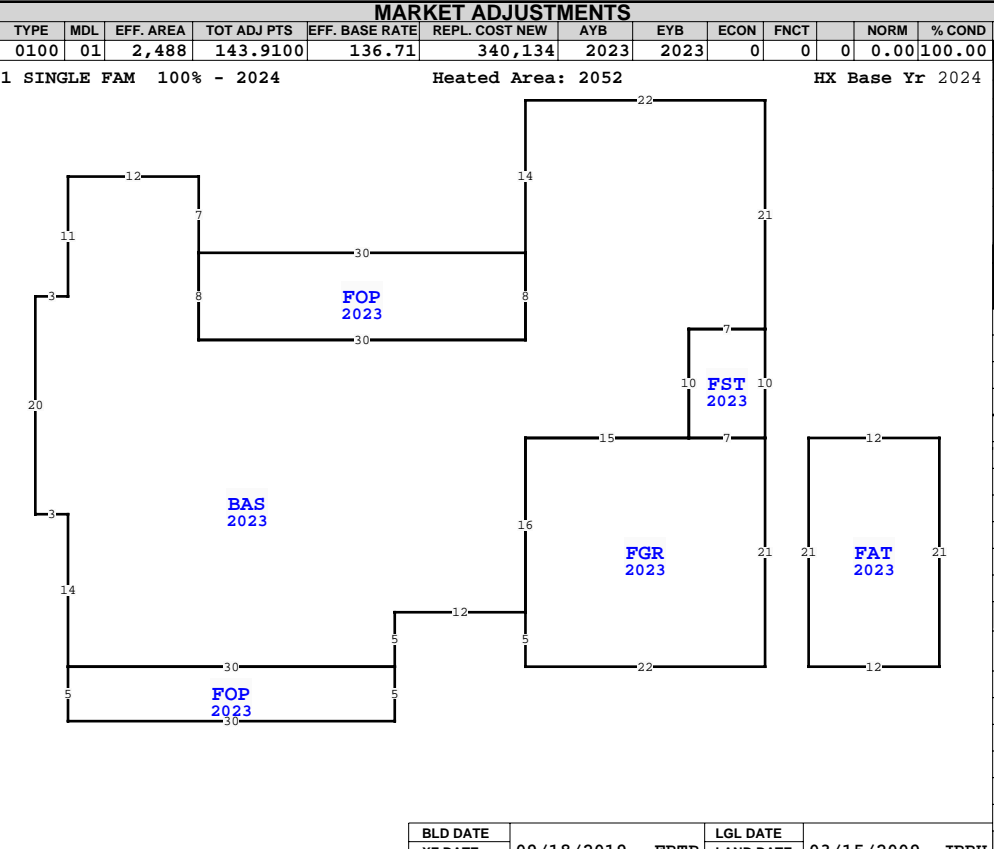 MARKET ADJUSTMENTS
TYPE MDL EFF. AREA TOT ADJ PTS EFF. BASE RATE REPL. COST NEW AYB EYB ECON FNCT NORM % COND
0100 01 2,488 143.9100 136.71 340,134 2023 2023 0 0 0 0.00 100.00
1 SINGLE FAM 100% - 2024 Heated Area: 2052 HX Base Yr 2024
22
12 14
7 21
11
30
3 8 FOP 8
2023
30 7
10 FST 10
2023
20
15 7 12
BAS
2023
3 16
FGR 21 21 FAT 21
2023 2023
14
12
5 5
30 22 12
5 FOP 5
2023
30
BLD DATE LGL DATE